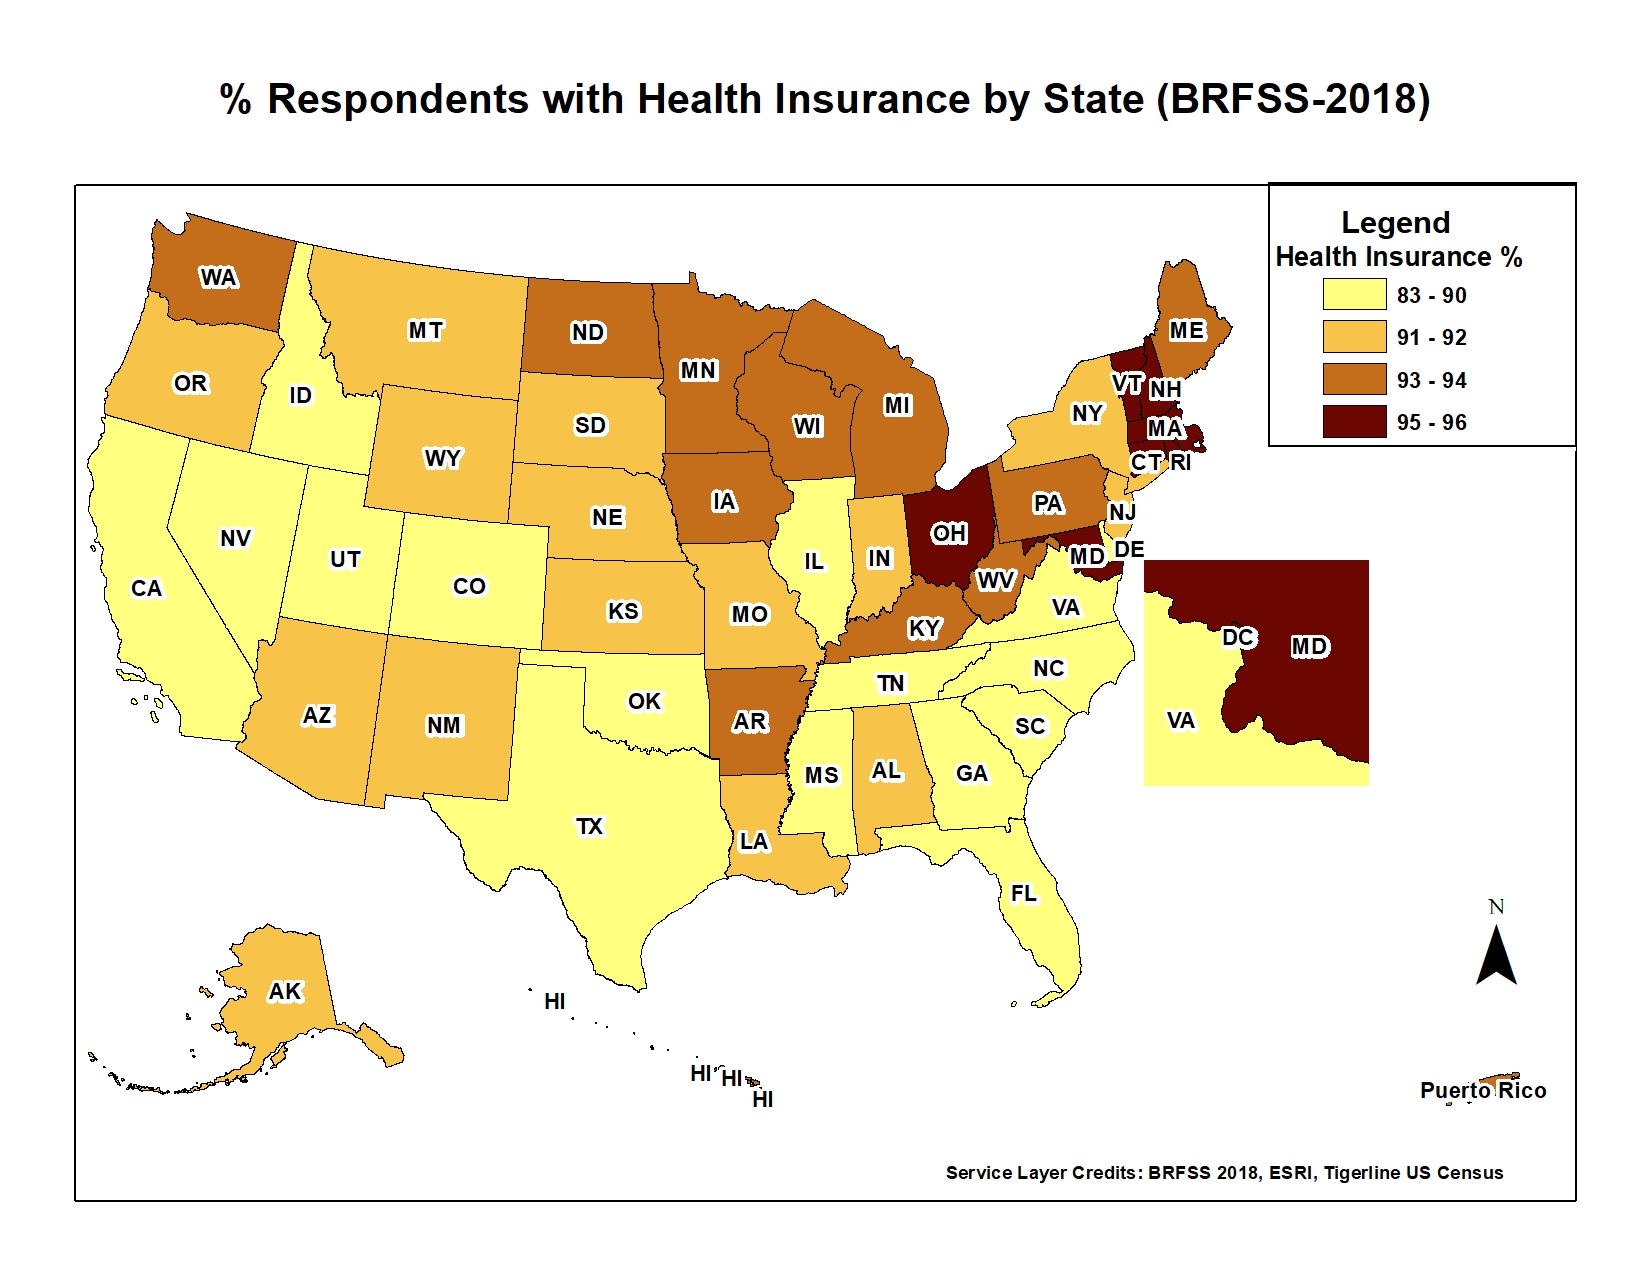 % Respondents with Health Insurance by State (BRFSS-2018)
Legend
Health Insurance %
83 - 90
91 - 92
93 - 94
95 - 96
WA
MT
ND
MN
ME
OR
ID
SD
WI
MI
NY
VT
NH
MA
WY
CT
RI
NE
IA
PA
NJ
NV
UT
CO
IL
IN
OH
MD
DE
CA
KS
MO
WV
VA
KY
DC
MD
VA
AZ
NM
OK
AR
TN
NC
SC
MS
AL
GA
TX
LA
FL
N
AK
HI
HI
HI
HI
Puerto Rico
Service Layer Credits: BRFSS 2018, ESRI, Tigerline US Census